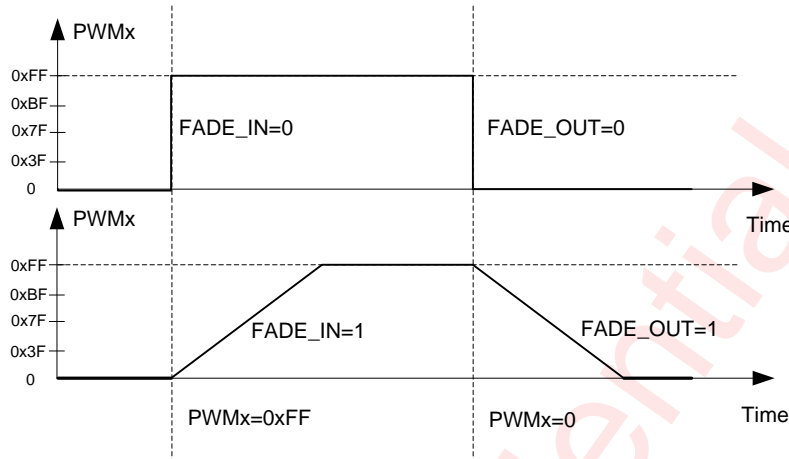 PWMx
0xFF
0xBF
0x7F
0x3F
0
FADE_IN=0
FADE_OUT=0
Time
PWMx
0xFF
0xBF
0x7F
0x3F
0
FADE_IN=1
FADE_OUT=1
PWMx=0xFF
PWMx=0
Time
dential